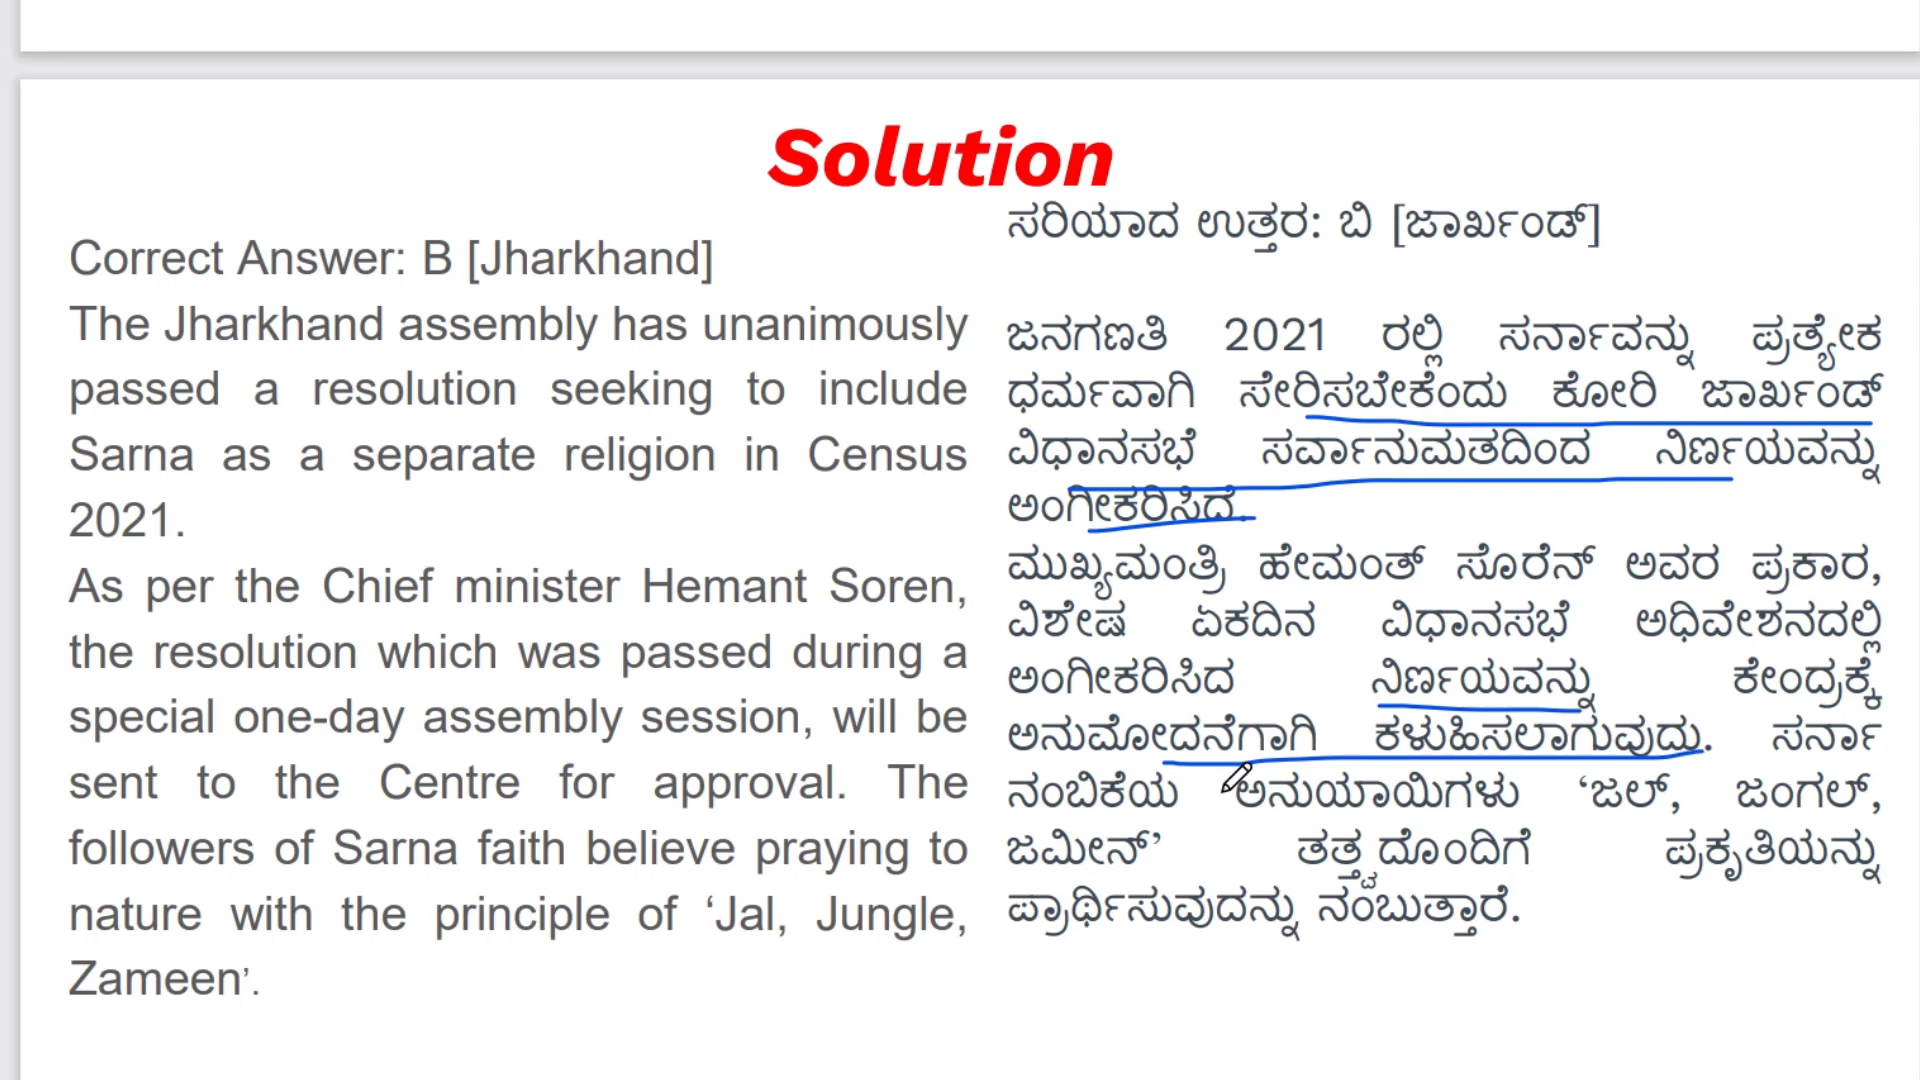 Solution
Correct Answer: B [Jharkhand]
The Jharkhand assembly has unanimously
passed a resolution seeking to include
Sarna as a separate religion in Census
2021.
As per the Chief minister Hemant Soren,
the resolution which was passed during a
special one-day assembly session, will be
sent to the Centre for approval. The
followers of Sarna faith believe praying to
nature with the principle of ‘Jal, Jungle,
Zameen’.
ಸರಿಯಾದ ಉತ್ತರ: ಬಿ [ಜಾರ್ಖಂಡ್]
ಜನಗಣತಿ 2021 ರಲ್ಲಿ ಸರ್ನಾವನ್ನು ಪ್ರತ್ಯೇಕ
ಧರ್ಮವಾಗಿ ಸೇರಿಸಬೇಕೆಂದು ಕೋರಿ ಜಾರ್ಖಂಡ್
ವಿಧಾನಸಭೆ ಸರ್ವಾನುಮತದಿಂದ ನಿರ್ಣಯವನ್ನು
ಅಂಗೀಕರಿಸಿದೆ.
ಮುಖ್ಯಮಂತ್ರಿ ಹೇಮಂತ್ ಸೊರೆನ್ ಅವರ ಪ್ರಕಾರ,
ವಿಶೇಷ ಏಕದಿನ ವಿಧಾನಸಭೆ ಅಧಿವೇಶನದಲ್ಲಿ
ಅಂಗೀಕರಿಸಿದ ನಿರ್ಣಯವನ್ನು ಕೇಂದ್ರಕ್ಕೆ
ಅನುಮೋದನೆಗಾಗಿ ಕಳುಹಿಸಲಾಗುವುದು. ಸರ್ನಾ
ನಂಬಿಕೆಯ ಅನುಯಾಯಿಗಳು ‘ಜಲ್, ಜಂಗಲ್,
ಜಮೀನ್’ ತತ್ತ್ವದೊಂದಿಗೆ ಪ್ರಕೃತಿಯನ್ನು
ಪ್ರಾರ್ಥಿಸುವುದನ್ನು ನಂಬುತ್ತಾರೆ.